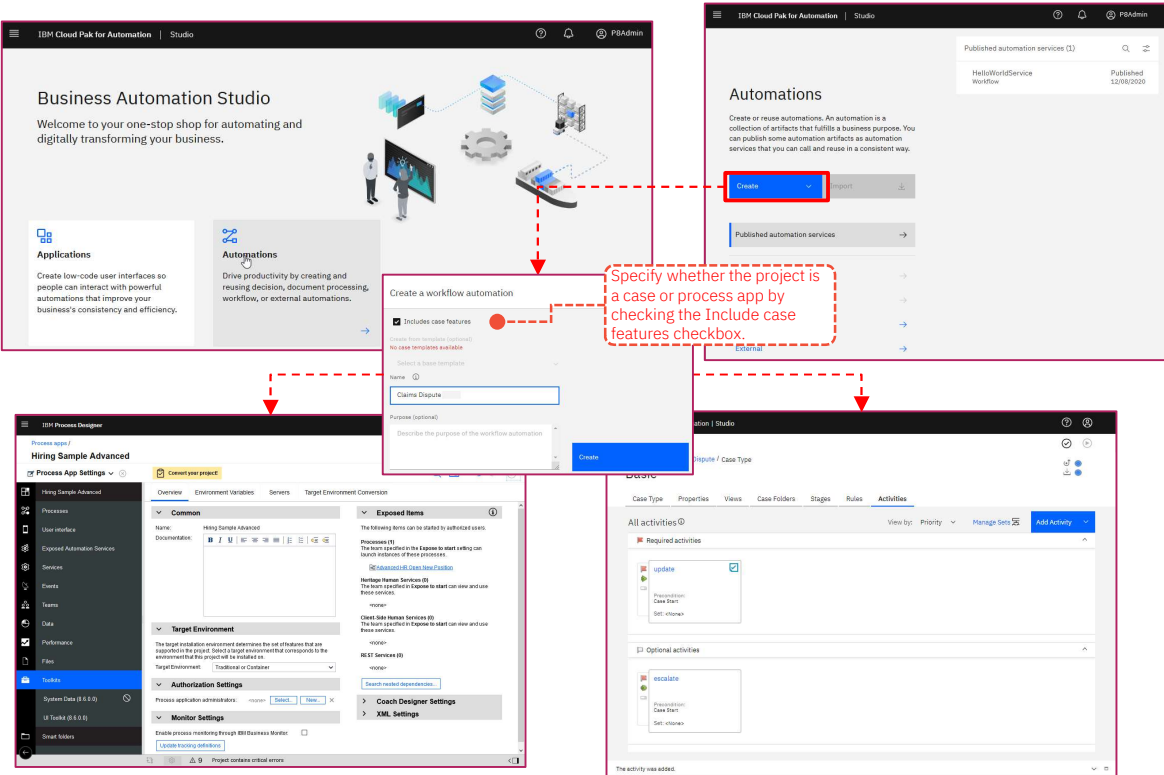 IBM Cloud Pak for Automation | Studio
P8Admin
Business Automation Studio
Welcome to your one-stop shop for automating and
digitally transforming your business.
Applications
Create low-code user interfaces so
people can interact with powerful
automations that improve your
business's consistency and efficiency.
Automations
Drive productivity by creating and
reusing decision, document processing,
workflow, or external automations.
IBM Cloud Pak for Automation | Studio
P8Admin
Published automation services (1)
HelloWorldService
Workflow
Published
12/08/2020
Automations
Create or reuse automations. An automation is a
collection of artifacts that fulfills a business purpose. You
can publish some automation artifacts as automation
services that you can call and reuse in a consistent way.
Create
Import
Published automation services
External
Create a workflow automation
Includes case features
Create from template (optional)
No case templates available
Select a base template
Name
Claims Dispute
Purpose (optional)
Describe the purpose of the workflow automation
Create
Specify whether the project is
a case or process app by
checking the Include case
features checkbox.
IBM Process Designer
Process apps /
Hiring Sample Advanced
Process App Settings
Convert your project!
Hiring Sample Advanced
Processes
User interface
Exposed Automation Services
Services
Events
Teams
Data
Performance
Files
Toolkits
System Data (8.6.0.0)
UI Toolkit (8.6.0.0)
Smart folders
Overview
Environment Variables
Servers
Target Environment Conversion
Common
Name: Hiring Sample Advanced
Documentation:
B I U
Target Environment
The target installation environment determines the set of features that are
supported in the project. Select a target environment that corresponds to the
environment that this project will be installed on.
Target Environment: Traditional or Container
Authorization Settings
Process application administrators: <none> Select... New... X
Monitor Settings
Enable process monitoring through IBM Business Monitor:
Update tracking definitions
Exposed Items
The following items can be started by authorized users.
Processes (1)
The team specified in the Expose to start setting can
launch instances of these processes.
Advanced HR Open New Position
Heritage Human Services (0)
The team specified in Expose to start can view and use
these services.
<none>
Client-Side Human Services (0)
The team specified in Expose to start can view and use
these services.
<none>
REST Services (0)
<none>
Search nested dependencies...
Coach Designer Settings
XML Settings
9 Project contains critical errors
ation | Studio
Dispute / Case Type
Basic
Case Type
Properties
Views
Case Folders
Stages
Rules
Activities
All activities
View by: Priority
Manage Sets
Add Activity
Required activities
update
Precondition:
Case Start
Set: <None>
Optional activities
escalate
Precondition:
Case Start
Set: <None>
The activity was added.